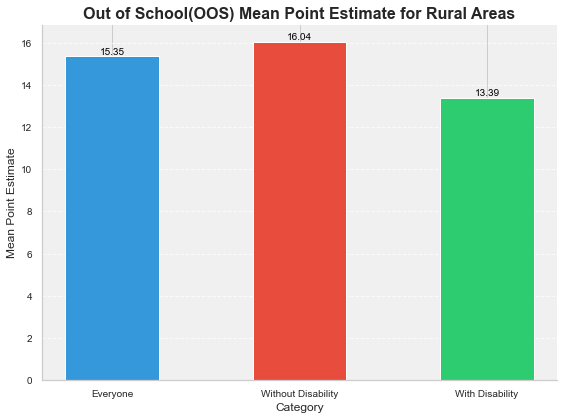 Out of School(OOS) Mean Point Estimate for Rural Areas
16
14
12
10
8
6
4
2
0
Mean Point Estimate
15.35
16.04
13.39
Everyone
Without Disability
With Disability
Category